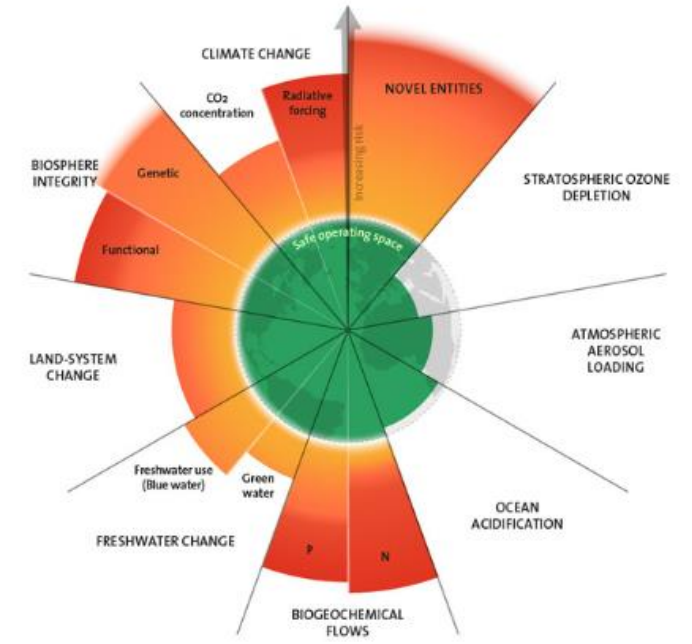 CLIMATE CHANGE
CO2
concentration
Radiative
forcing
NOVEL ENTITIES
Increasing Risk
BIOSPHERE
INTEGRITY
Genetic
Functional
STRATOSPHERIC OZONE
DEPLETION
Safe operating space
ATMOSPHERIC
AEROSOL
LOADING
LAND-SYSTEM
CHANGE
Freshwater use
(Blue water)
Green
water
FRESHWATER CHANGE
OCEAN
ACIDIFICATION
P
N
BIOGEOCHEMICAL
FLOWS